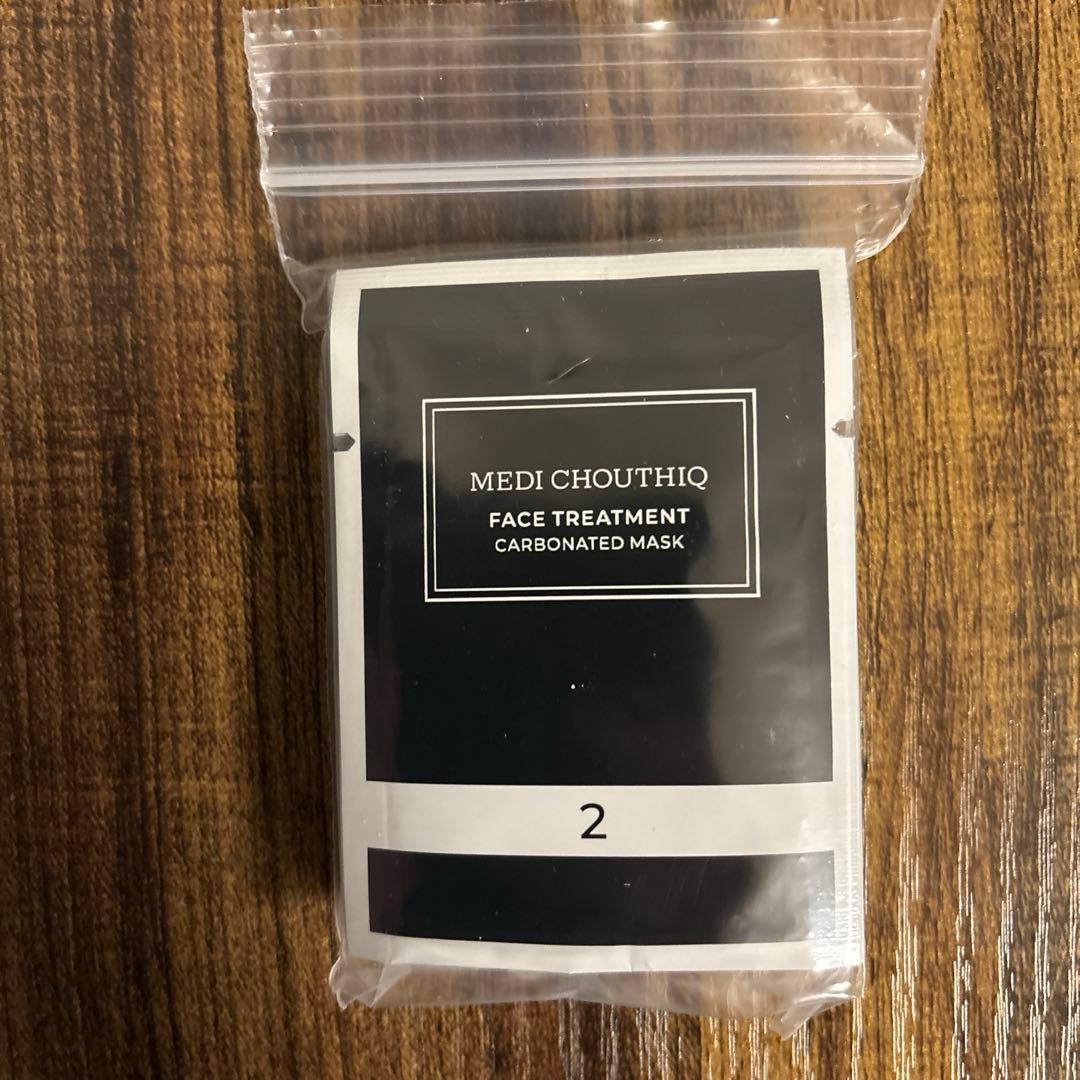 MEDI CHOUTHIQ
FACE TREATMENT
CARBONATED MASK
2